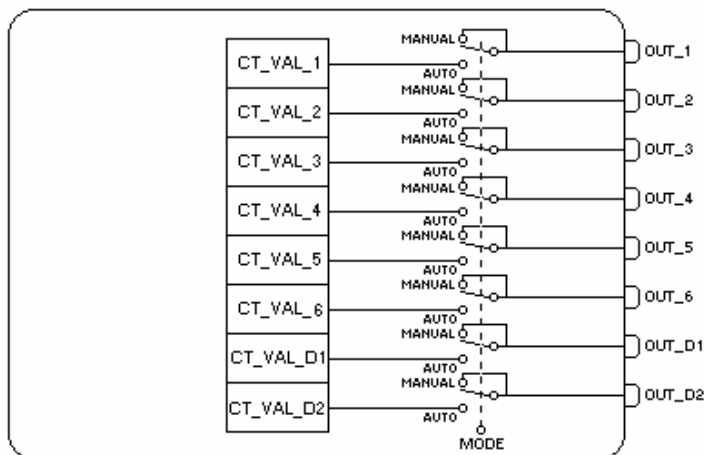 MANUAL
OUT_1
CT_VAL_1
AUTO
MANUAL
OUT_2
CT_VAL_2
AUTO
MANUAL
OUT_3
CT_VAL_3
AUTO
MANUAL
OUT_4
CT_VAL_4
AUTO
MANUAL
OUT_5
CT_VAL_5
AUTO
MANUAL
OUT_6
CT_VAL_6
AUTO
MANUAL
OUT_D1
CT_VAL_D1
AUTO
MANUAL
OUT_D2
CT_VAL_D2
AUTO
MODE